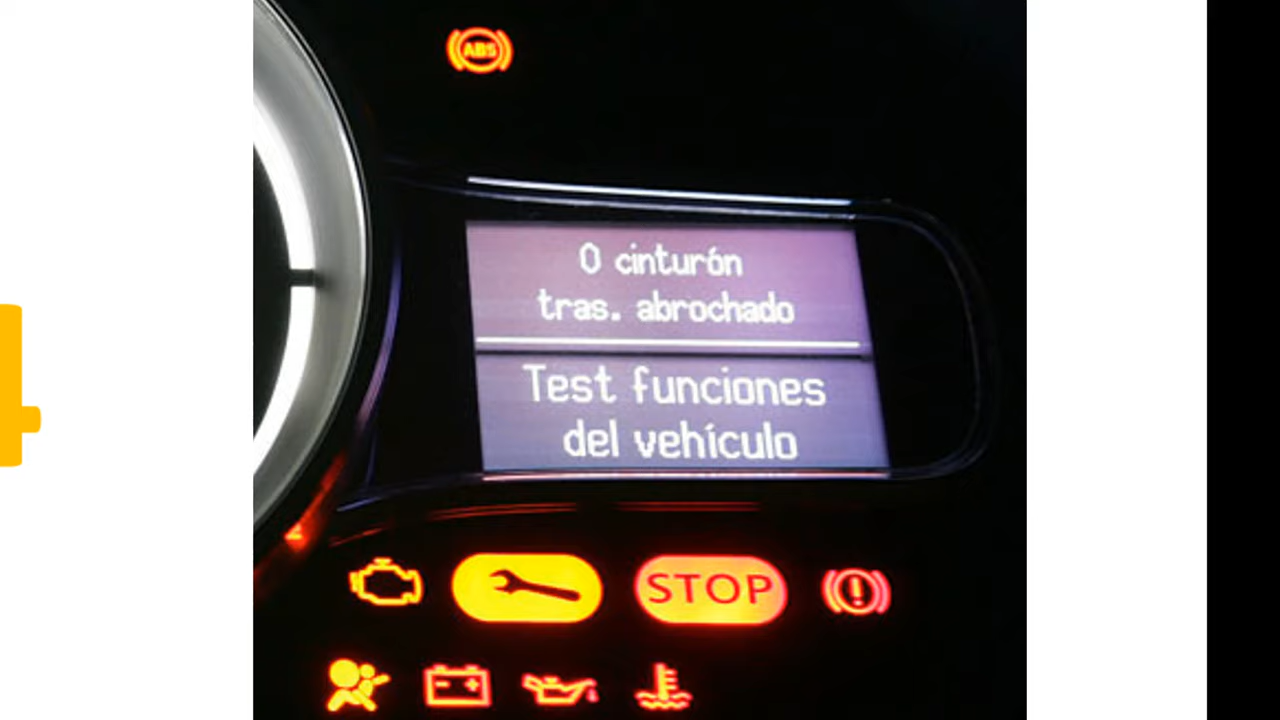 ABS
0 cinturón
tras. abrochado
Test funciones
del vehículo
STOP